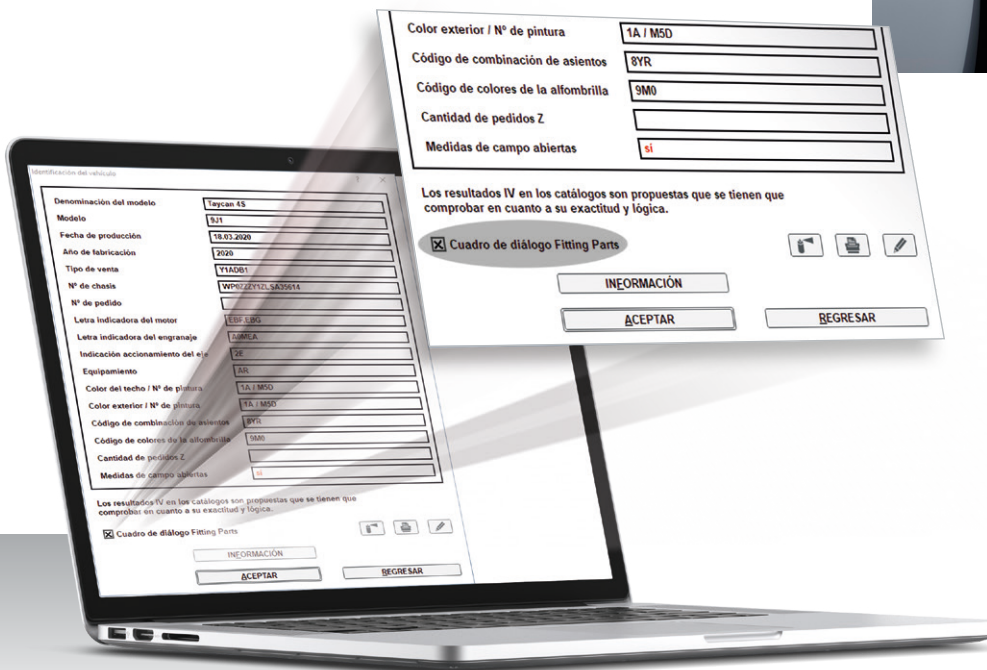 Color exterior / Nº de pintura 1A / M5D
Código de combinación de asientos 8YR
Código de colores de la alfombrilla 9M0
Cantidad de pedidos Z
Medidas de campo abiertas sí
Los resultados IV en los catálogos son propuestas que se tienen que
comprobar en cuanto a su exactitud y lógica.
Cuadro de diálogo Fitting Parts
INFORMACIÓN
ACEPTAR REGRESAR
Identificación del vehículo
Denominación del modelo Taycan 4S
Modelo 9J1
Fecha de producción 18.03.2020
Año de fabricación 2020
Tipo de venta Y1ADB1
Nº de chasis
Nº de pedido
Letra indicadora del motor EBF,EBG
Letra indicadora del engranaje
Indicación accionamiento del eje 2E
Equipamiento AR
Color del techo / Nº de pintura 1A / M5D
Color exterior / Nº de pintura 1A / M5D
Código de combinación de asientos 8YR
Código de colores de la alfombrilla 9M0
Cantidad de pedidos Z
Medidas de campo abiertas sí
Los resultados IV en los catálogos son propuestas que se tienen que
comprobar en cuanto a su exactitud y lógica.
Cuadro de diálogo Fitting Parts
INFORMACIÓN
ACEPTAR REGRESAR